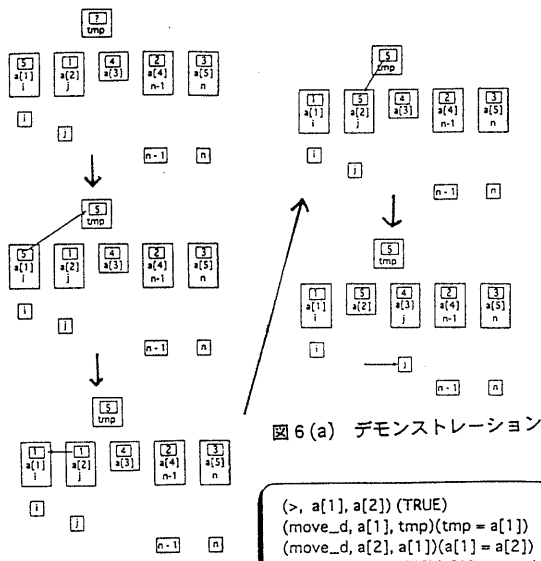 ?
tmp
5 1 4 2 3
a[1] a[2] a[3] a[4] a[5]
i j n-1 n
i
j
n-1 n
5
tmp
5 1 4 2 3
a[1] a[2] a[3] a[4] a[5]
i j n-1 n
i
j
n-1 n
5
tmp
1 1 4 2 3
a[1] a[2] a[3] a[4] a[5]
i j n-1 n
i
j
n-1 n
5
tmp
1 5 4 2 3
a[1] a[2] a[3] a[4] a[5]
i j n-1 n
i
j
n-1 n
5
tmp
1 5 4 2 3
a[1] a[2] a[3] a[4] a[5]
i j n-1 n
i
j
n-1 n
図6(a) デモンストレーション
(>, a[1], a[2]) (TRUE)
(move_d, a[1], tmp)(tmp = a[1])
(move_d, a[2], a[1])(a[1] = a[2])